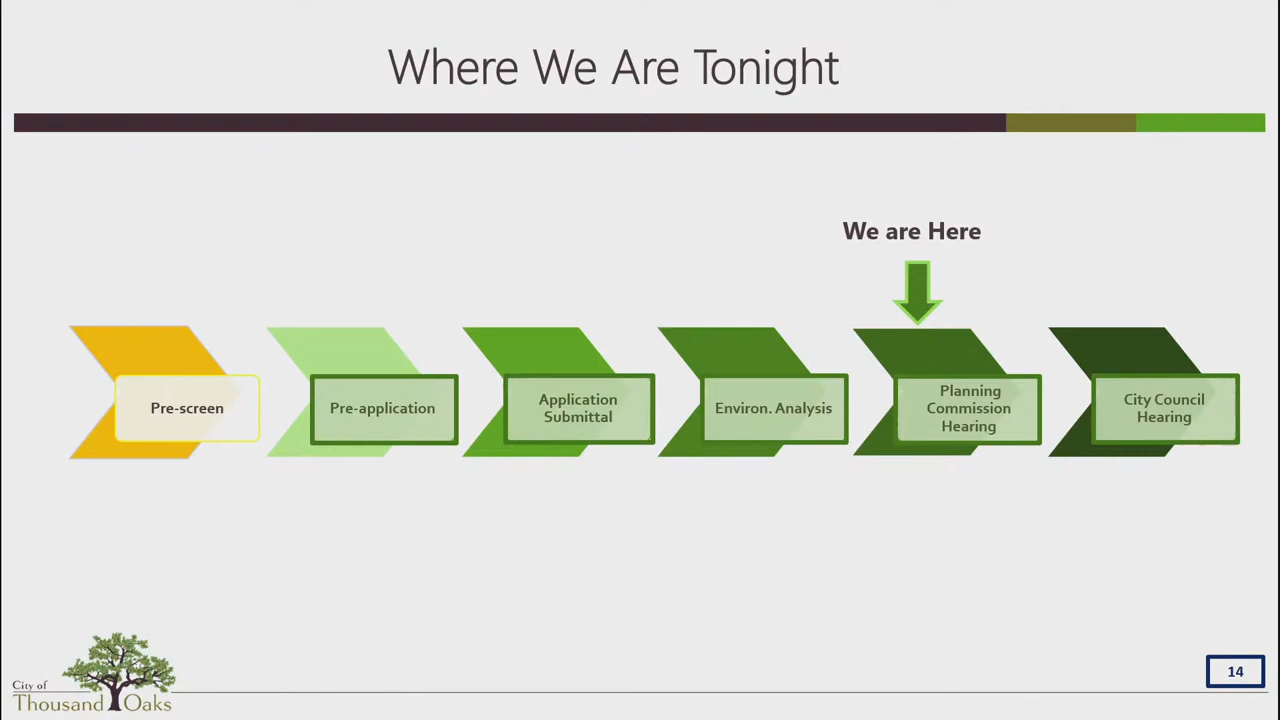 Where We Are Tonight
We are Here
Pre-screen
Pre-application
Application
Submittal
Environ. Analysis
Planning
Commission
Hearing
City Council
Hearing
City of
Thousand Oaks
14